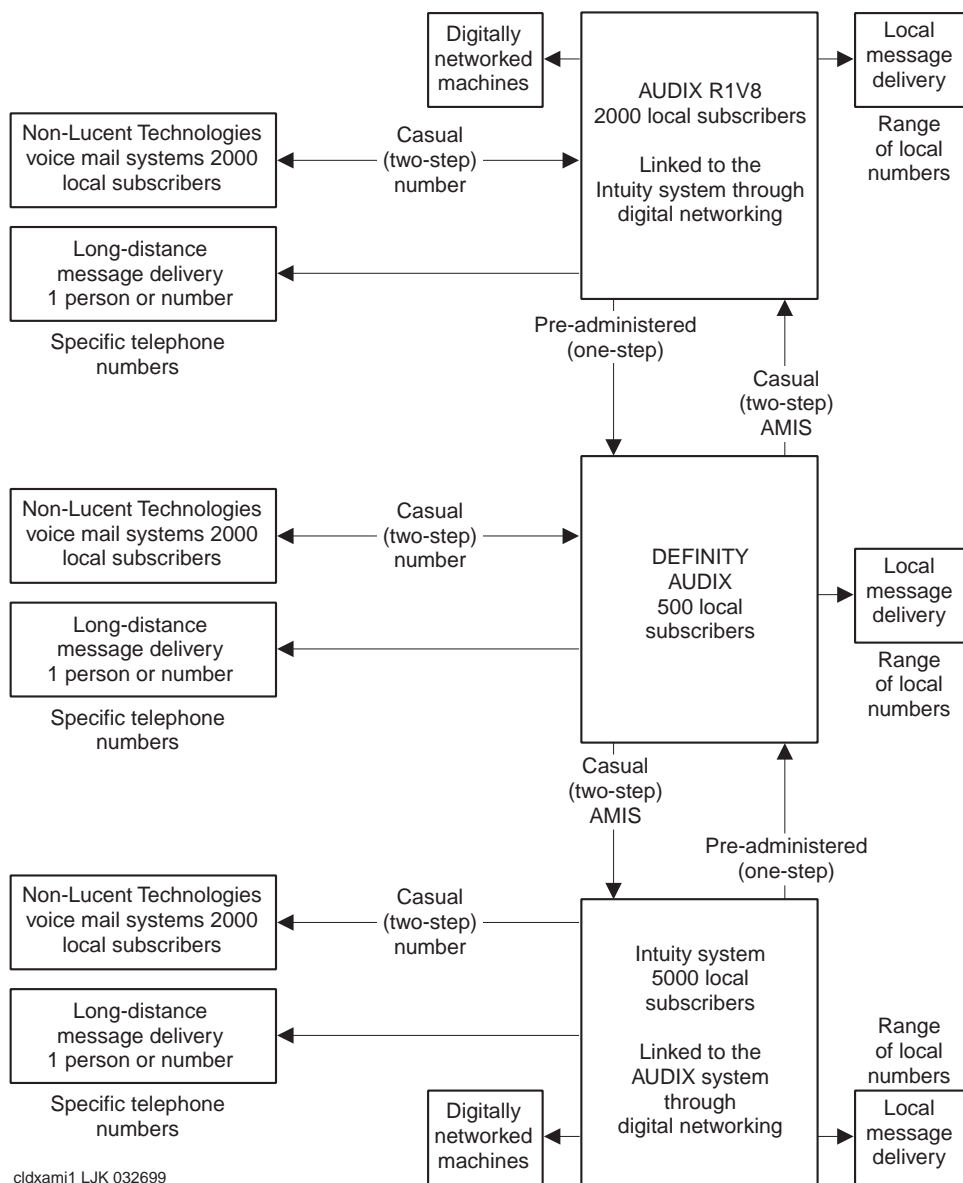 Digitally
networked
machines
AUDIX R1V8
2000 local subscribers
Linked to the
Intuity system through
digital networking
Local
message
delivery
Range
of local
numbers
Non-Lucent Technologies
voice mail systems 2000
local subscribers
Casual
(two-step)
number
Long-distance
message delivery
1 person or number
Specific telephone
numbers
Pre-administered
(one-step)
Casual
(two-step)
AMIS
Non-Lucent Technologies
voice mail systems 2000
local subscribers
Casual
(two-step)
number
DEFINITY
AUDIX
500 local
subscribers
Local
message
delivery
Range
of local
numbers
Long-distance
message delivery
1 person or number
Specific telephone
numbers
Casual
(two-step)
AMIS
Pre-administered
(one-step)
Non-Lucent Technologies
voice mail systems 2000
local subscribers
Casual
(two-step)
number
Intuity system
5000 local
subscribers
Linked to the
AUDIX system
through
digital networking
Long-distance
message delivery
1 person or number
Specific telephone
numbers
Range
of local
numbers
Digitally
networked
machines
Local
message
delivery
cldxami1 LJK 032699